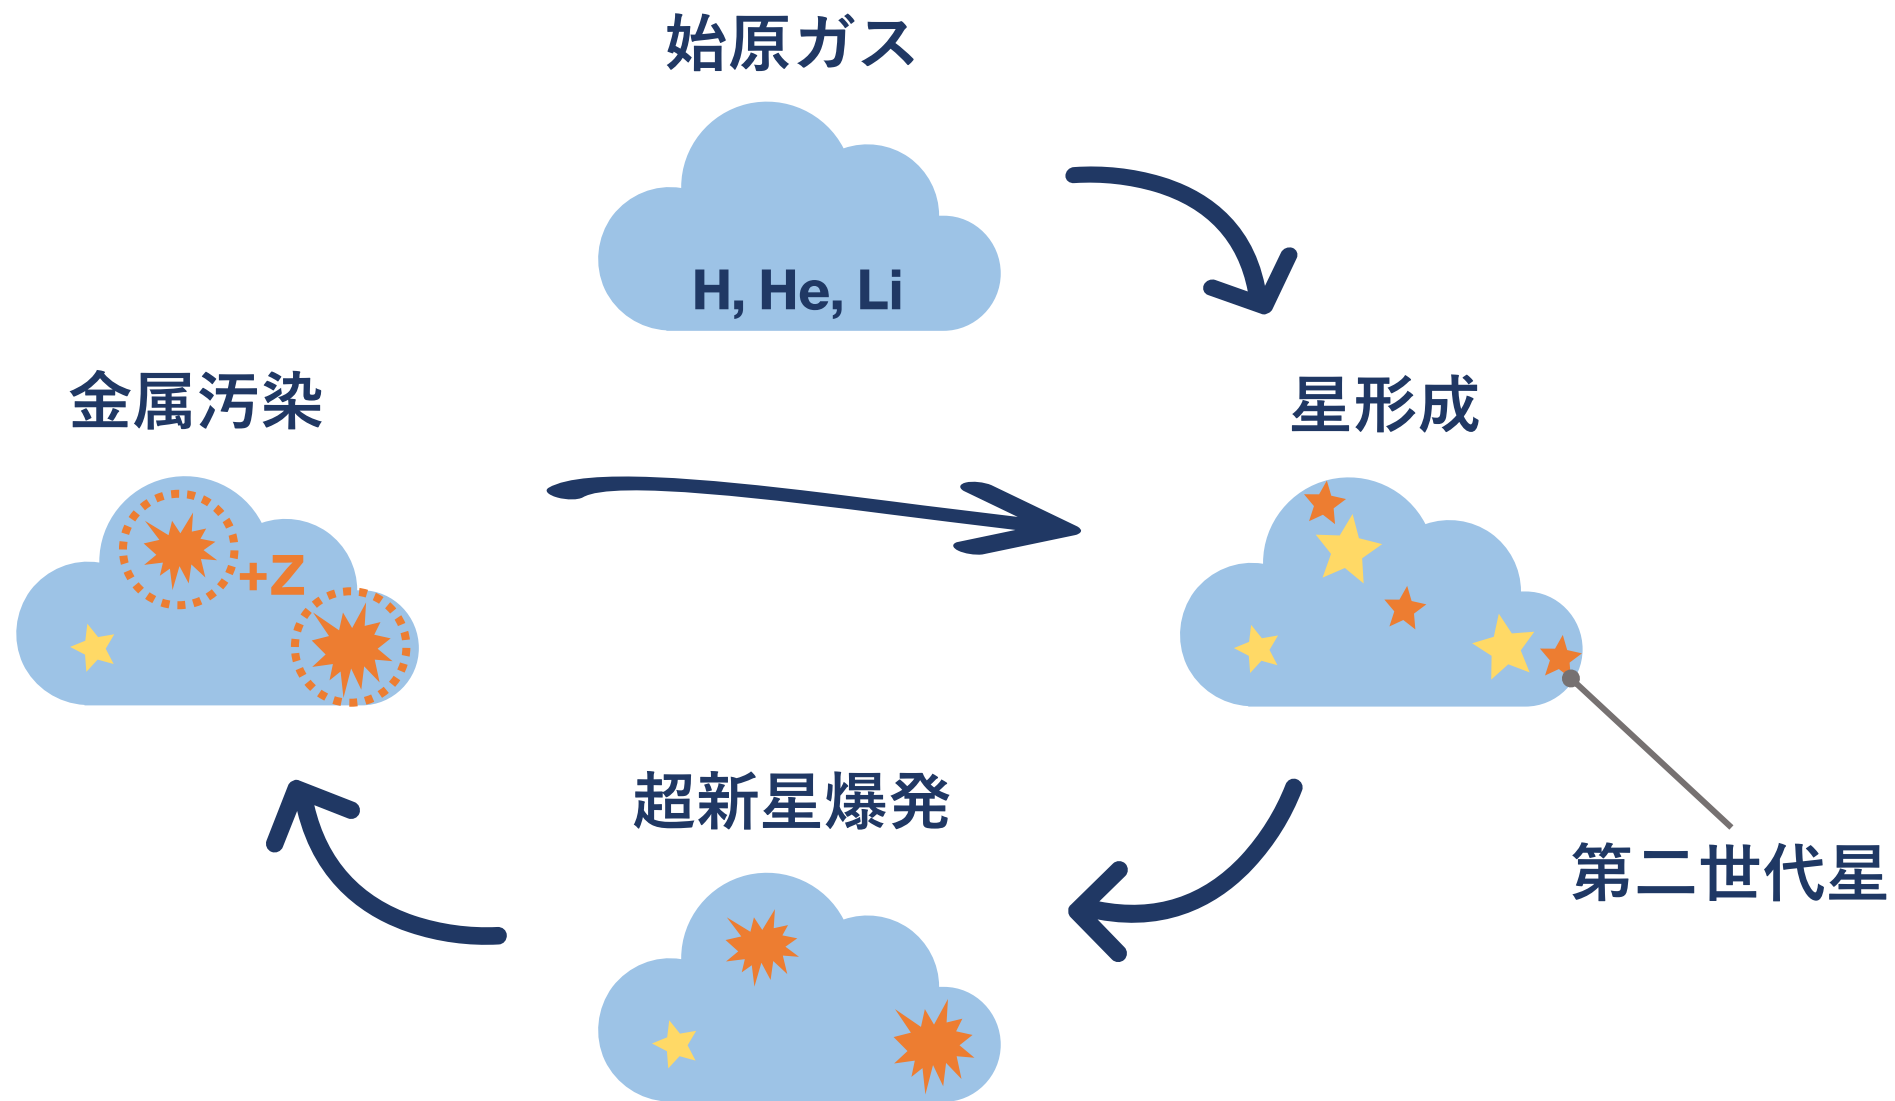 始原ガス
H, He, Li
金属汚染
星形成
+Z
超新星爆発
第二世代星